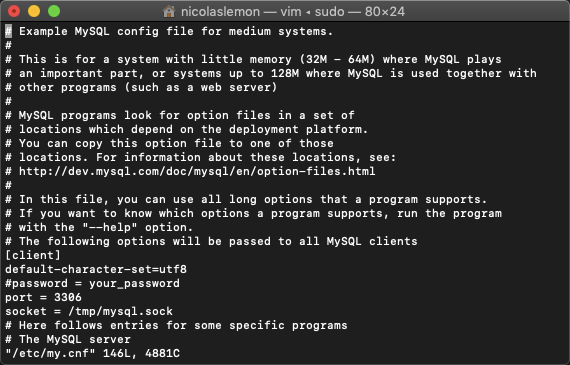 nicolaslemon — vim ◂ sudo — 80×24
# Example MySQL config file for medium systems.
#
# This is for a system with little memory (32M - 64M) where MySQL plays
# an important part, or systems up to 128M where MySQL is used together with
# other programs (such as a web server)
#
# MySQL programs look for option files in a set of
# locations which depend on the deployment platform.
# You can copy this option file to one of those
# locations. For information about these locations, see:
# http://dev.mysql.com/doc/mysql/en/option-files.html
#
# In this file, you can use all long options that a program supports.
# If you want to know which options a program supports, run the program
# with the "--help" option.
# The following options will be passed to all MySQL clients
[client]
default-character-set=utf8
#password = your_password
port = 3306
socket = /tmp/mysql.sock
# Here follows entries for some specific programs
# The MySQL server
"/etc/my.cnf" 146L, 4881C